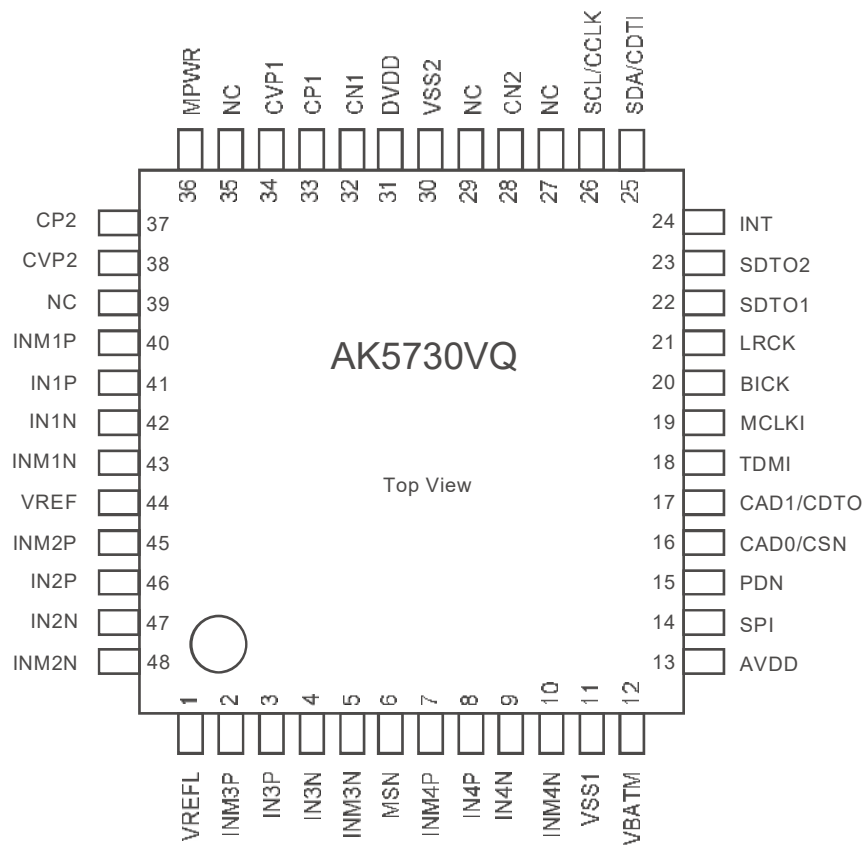 MPWR
NC
CVP1
CP1
CN1
DVDD
VSS2
NC
CN2
NC
SCL/CCLK
SDA/CDTI
36
35
34
33
32
31
30
29
28
27
26
25
CP2 37
CVP2 38
NC 39
INM1P 40
IN1P 41
IN1N 42
INM1N 43
VREF 44
INM2P 45
IN2P 46
IN2N 47
INM2N 48
AK5730VQ
Top View
24 INT
23 SDTO2
22 SDTO1
21 LRCK
20 BICK
19 MCLKI
18 TDMI
17 CAD1/CDTO
16 CAD0/CSN
15 PDN
14 SPI
13 AVDD
1
2
3
4
5
6
7
8
9
10
11
12
VREFL
INM3P
IN3P
IN3N
INM3N
MSN
INM4P
IN4P
IN4N
INM4N
VSS1
VBATM